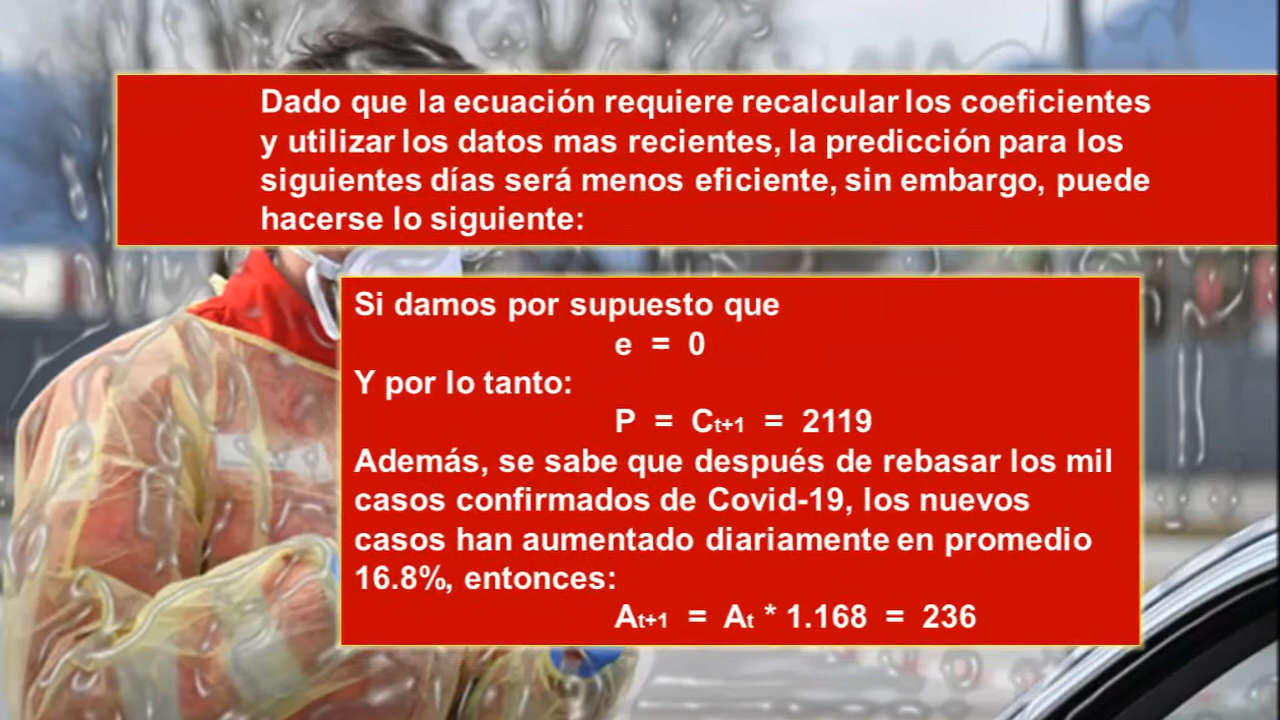 Dado que la ecuación requiere recalcular los coeficientes
y utilizar los datos mas recientes, la predicción para los
siguientes días será menos eficiente, sin embargo, puede
hacerse lo siguiente:
Si damos por supuesto que
e = 0
Y por lo tanto:
P = Ct+1 = 2119
Además, se sabe que después de rebasar los mil
casos confirmados de Covid-19, los nuevos
casos han aumentado diariamente en promedio
16.8%, entonces:
At+1 = At * 1.168 = 236